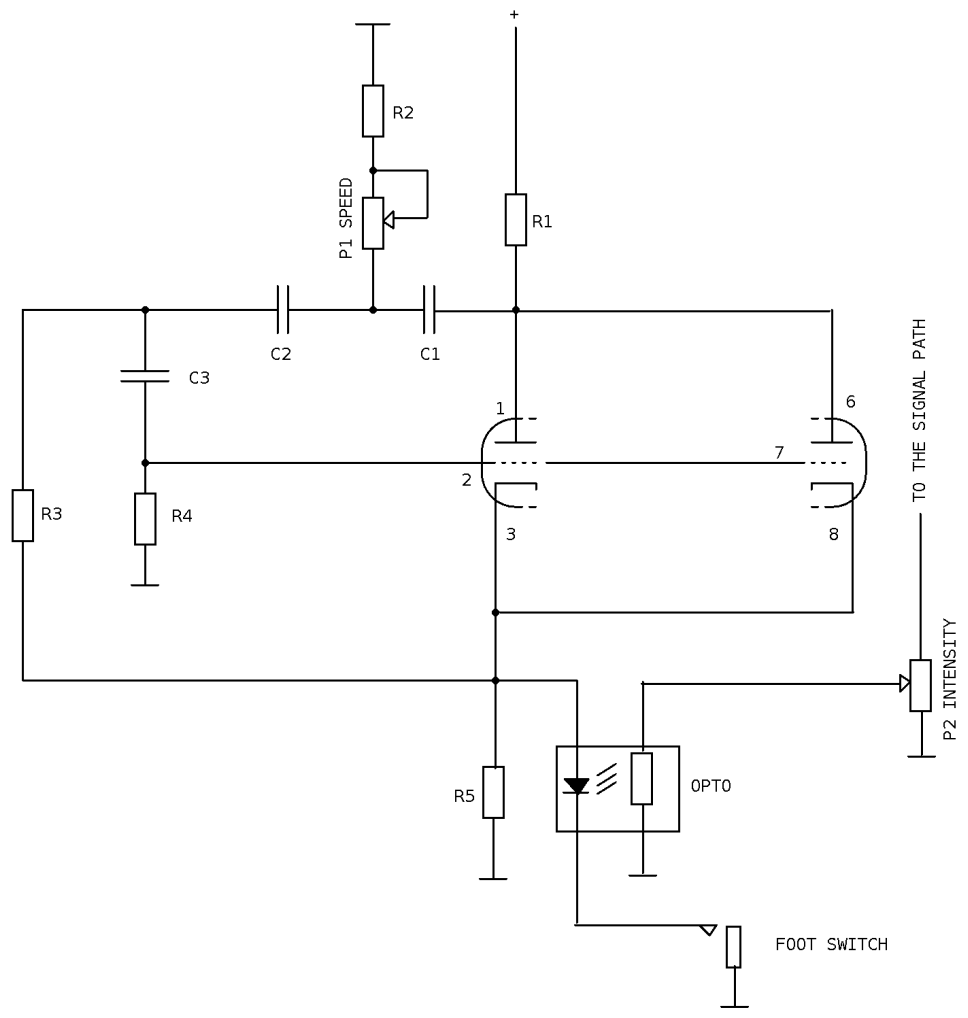 +
R2
P1 SPEED
R1
C2
C1
C3
1
6
TO THE SIGNAL PATH
7
2
R3
R4
3
8
P2 INTENSITY
R5
OPTO
FOOT SWITCH